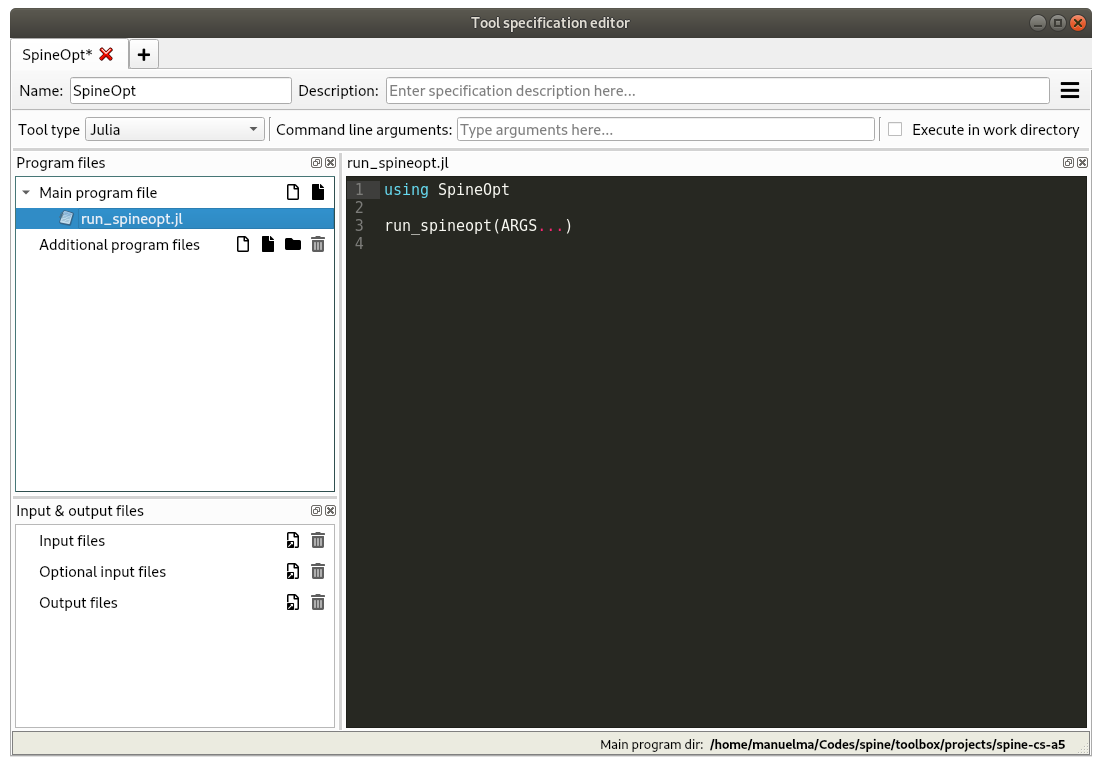 Tool specification editor
SpineOpt*
Name: SpineOpt Description: Enter specification description here...
Tool type Julia Command line arguments: Type arguments here... Execute in work directory
Program files
Main program file
run_spineopt.jl
Additional program files
Input & output files
Input files
Optional input files
Output files
run_spineopt.jl
1 using SpineOpt
2
3 run_spineopt(ARGS...)
4
Main program dir: /home/manuelma/Codes/spine/toolbox/projects/spine-cs-a5